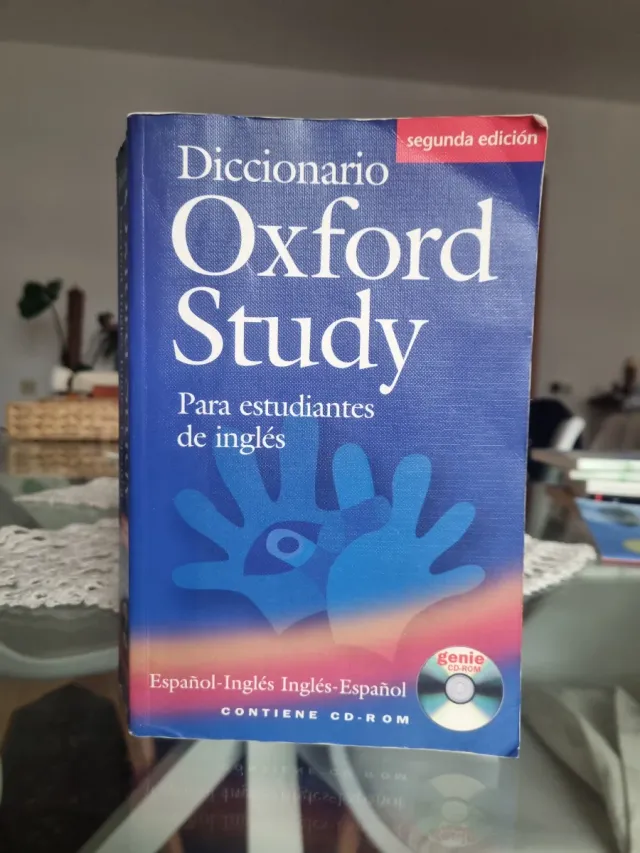 segunda edición
Diccionario
Oxford
Study
Para estudiantes
de inglés
genie
CD-ROM
Español-Inglés Inglés-Español
CONTIENE CD-ROM